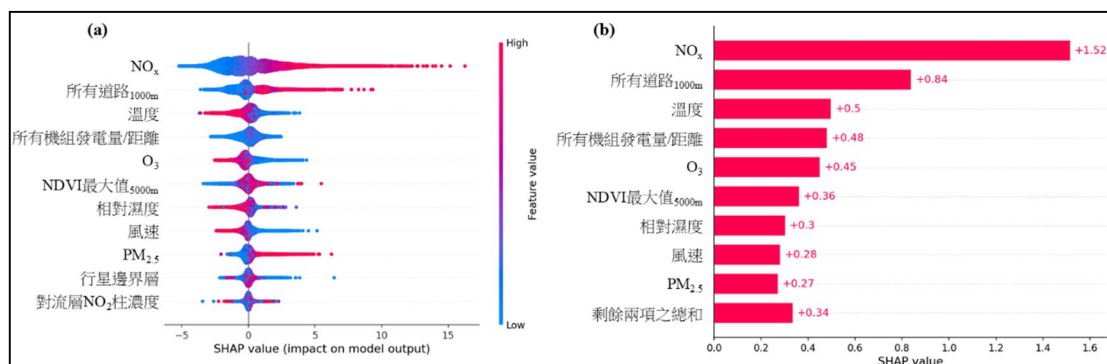 (a)
High
NOx
所有道路1000m
溫度
所有機組發電量/距離
O3
NDVI最大值5000m
相對濕度
風速
PM2.5
行星邊界層
對流層NO2柱濃度
Feature value
Low
−5 0 5 10 15
SHAP value (impact on model output)
(b)
NOx +1.52
所有道路1000m +0.84
溫度 +0.5
所有機組發電量/距離 +0.48
O3 +0.45
NDVI最大值5000m +0.36
相對濕度 +0.3
風速 +0.28
PM2.5 +0.27
剩餘兩項之總和 +0.34
0.0 0.2 0.4 0.6 0.8 1.0 1.2 1.4 1.6
SHAP value